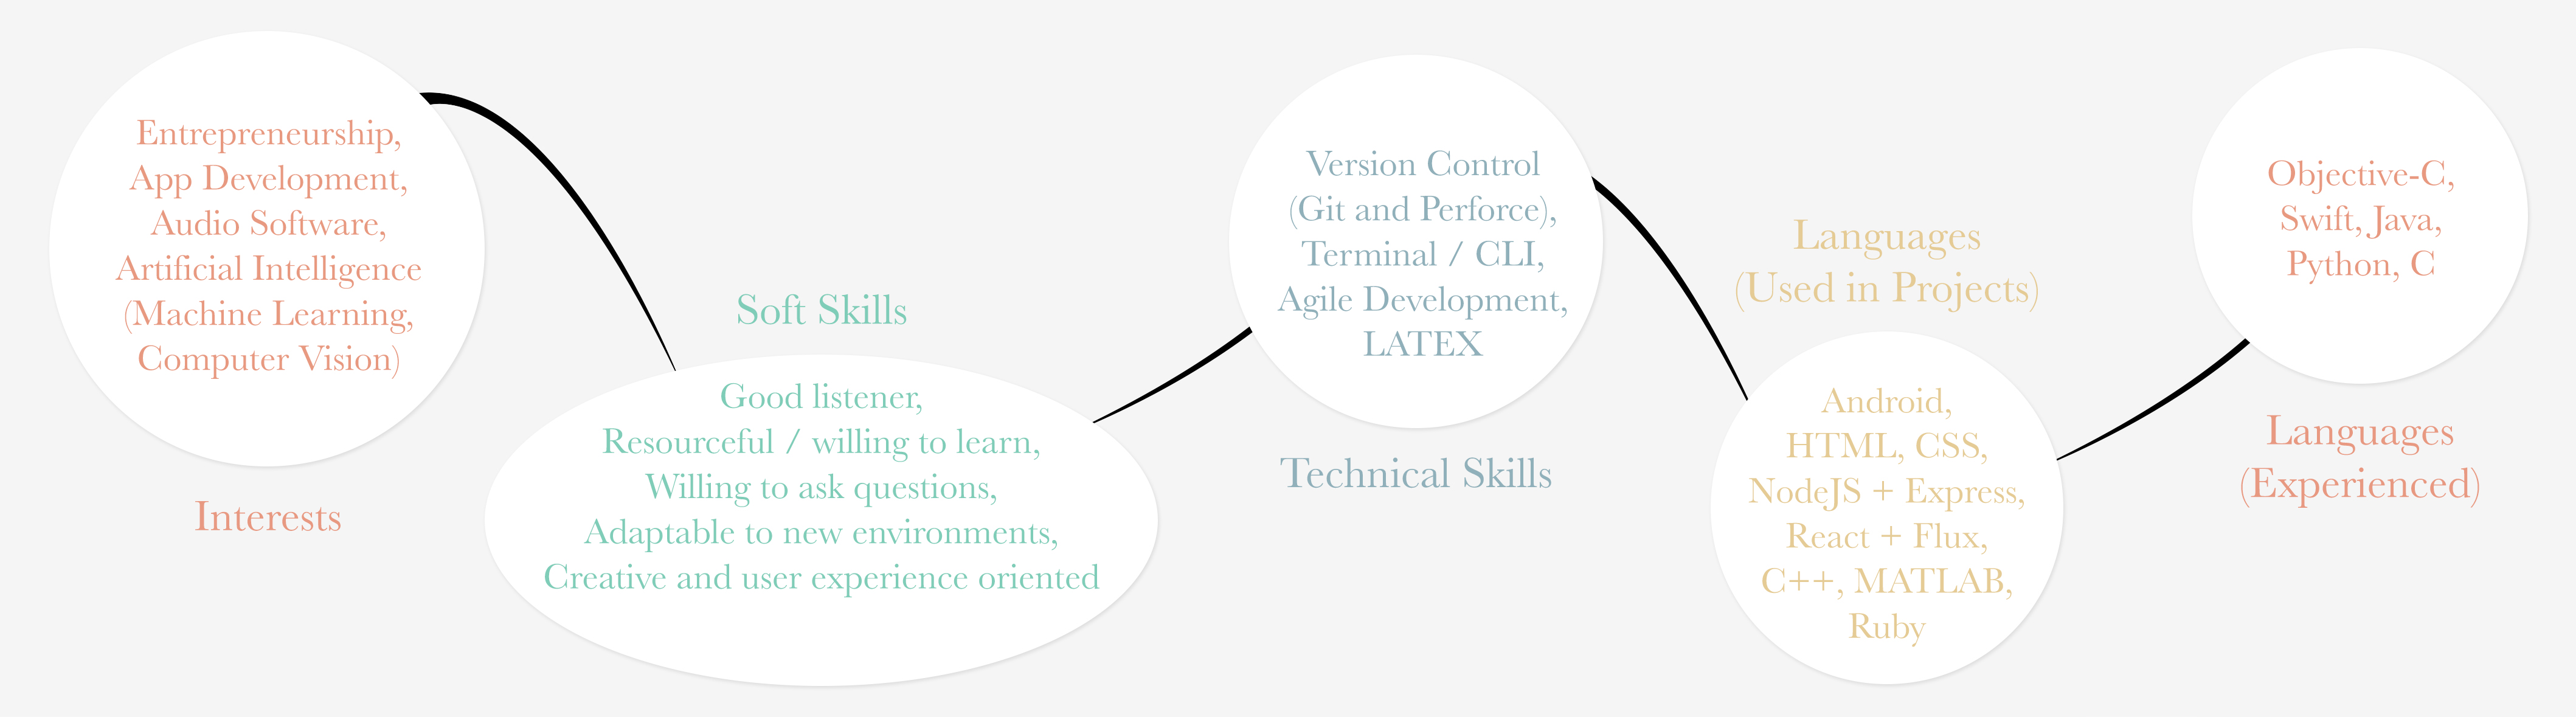 Entrepreneurship,
App Development,
Audio Software,
Artificial Intelligence
(Machine Learning,
Computer Vision)
Interests
Soft Skills
Good listener,
Resourceful / willing to learn,
Willing to ask questions,
Adaptable to new environments,
Creative and user experience oriented
Version Control
(Git and Perforce),
Terminal / CLI,
Agile Development,
LATEX
Technical Skills
Languages
(Used in Projects)
Android,
HTML, CSS,
NodeJS + Express,
React + Flux,
C++, MATLAB,
Ruby
Objective-C,
Swift, Java,
Python, C
Languages
(Experienced)